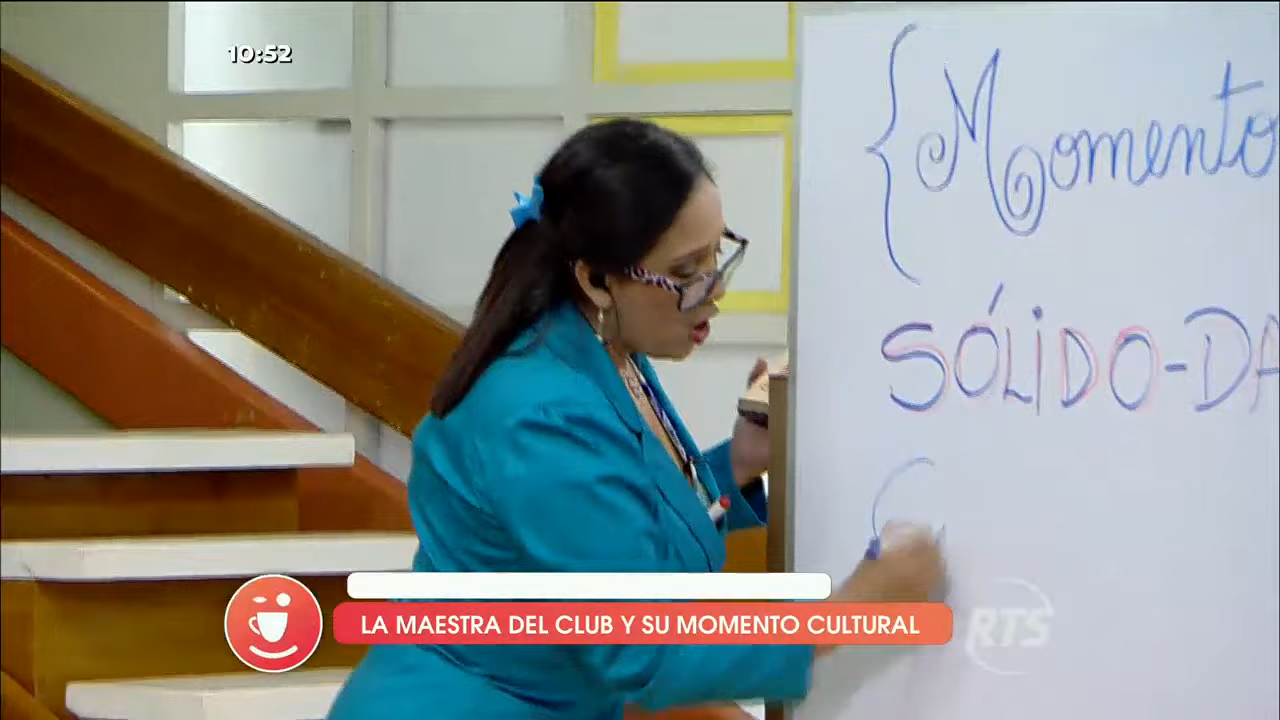 10:52
Momento
SÓLIDO-DA
LA MAESTRA DEL CLUB Y SU MOMENTO CULTURAL
RTS